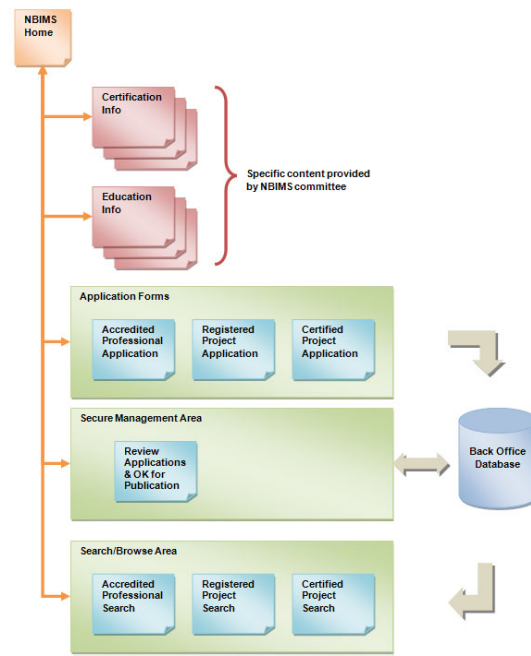 NBIMS
Home
Certification
Info
Specific content provided
by NBIMS committee
Education
Info
Application Forms
Accredited
Professional
Application
Registered
Project
Application
Certified
Project
Application
Secure Management Area
Review
Applications
& OK for
Publication
Back Office
Database
Search/Browse Area
Accredited
Professional
Search
Registered
Project
Search
Certified
Project
Search